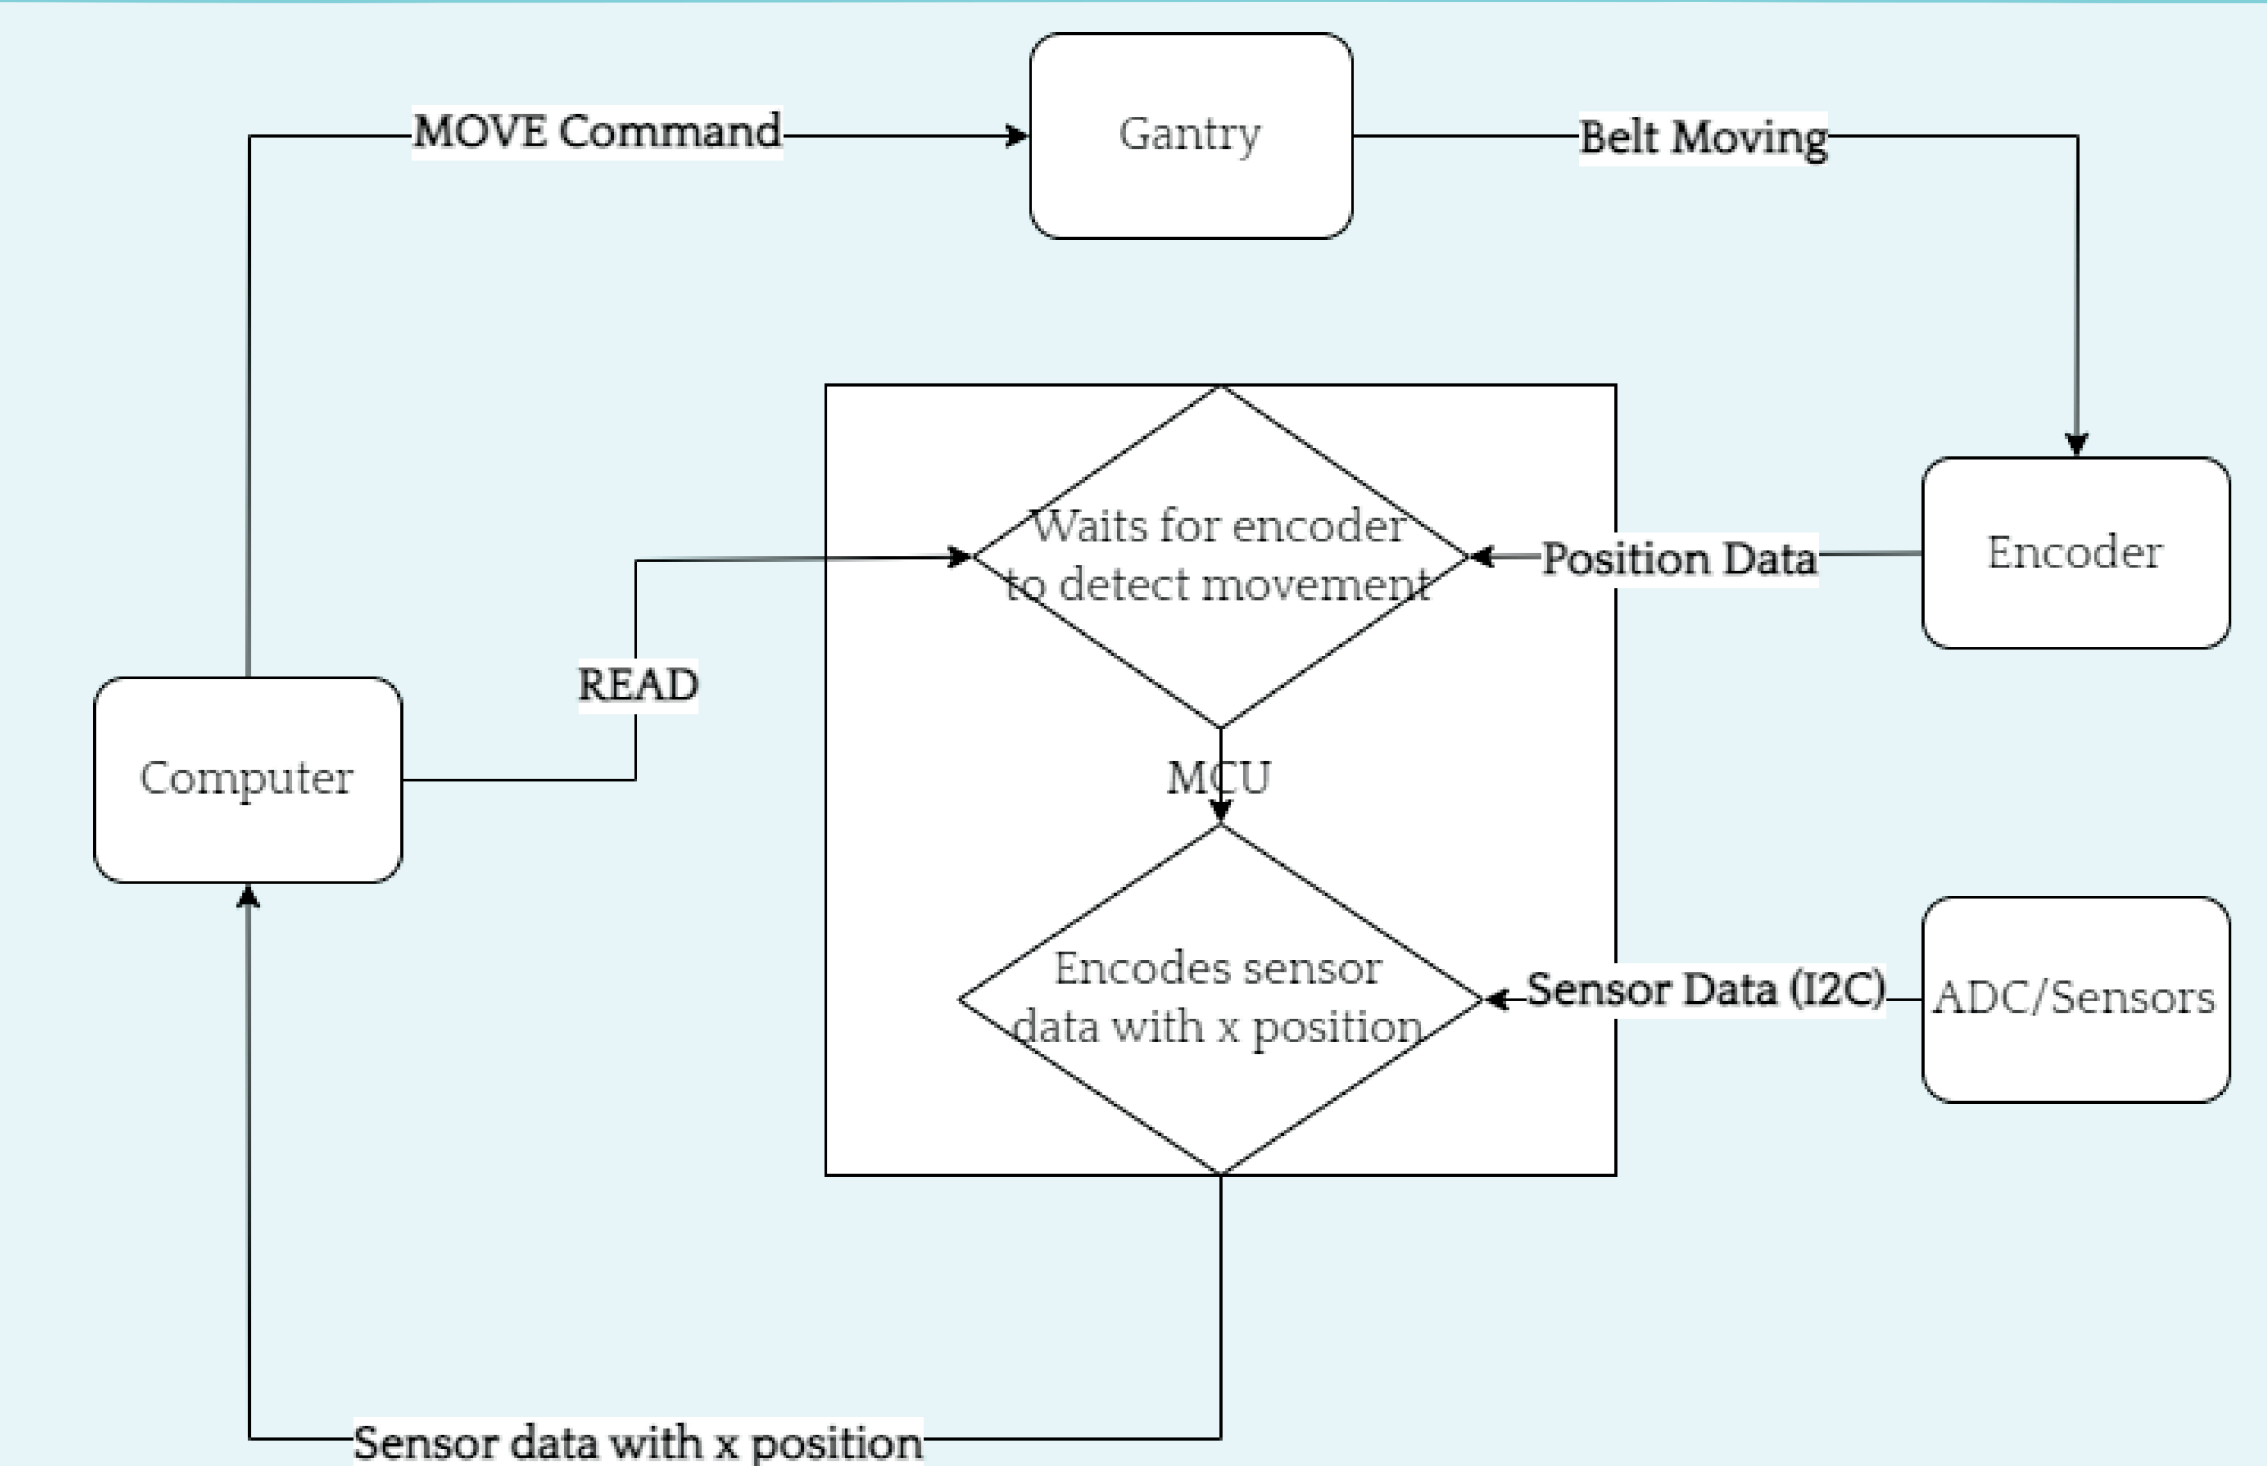 Gantry
MOVE Command
Belt Moving
Waits for encoder
to detect movement
Position Data
Encoder
READ
Computer
MCU
Encodes sensor
data with x position
Sensor Data (I2C)
ADC/Sensors
Sensor data with x position